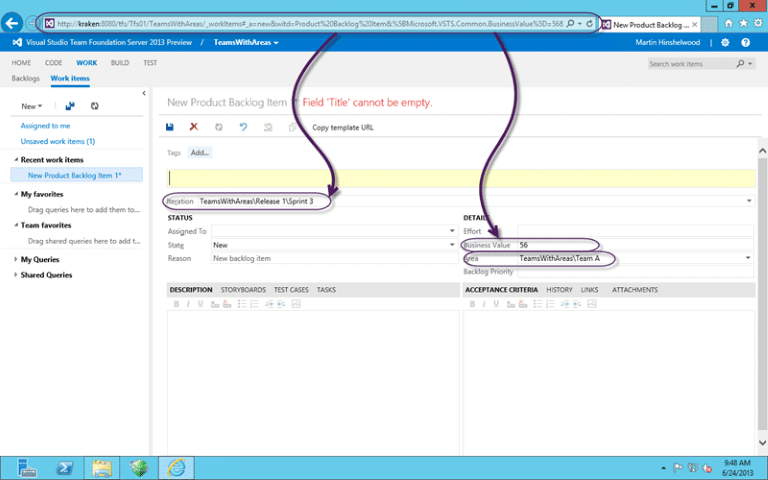 http://kraken:8080/tfs/Tfs01/TeamsWithAreas/_workItems#_a=new&witd=Product%20Backlog%20Item&%5BMicrosoft.VSTS.Common.BusinessValue%5D=56&
New Product Backlog ...
Visual Studio Team Foundation Server 2013 Preview / TeamsWithAreas
Martin Hinshelwood
HOME CODE WORK BUILD TEST
Search work items
Backlogs Work items
New
New Product Backlog Item 1* Field 'Title' cannot be empty.
Copy template URL
Assigned to me
Unsaved work items (1)
Tags Add...
Recent work items
New Product Backlog Item 1*
My favorites
Iteration TeamsWithAreas\Release 1\Sprint 3
Drag queries here to add them to...
STATUS DETAILS
Team favorites
Assigned To Effort
Drag shared queries here to add t...
State New Business Value 56
My Queries
Reason New backlog item Area TeamsWithAreas\Team A
Shared Queries
Backlog Priority
DESCRIPTION STORYBOARDS TEST CASES TASKS ACCEPTANCE CRITERIA HISTORY LINKS ATTACHMENTS
B I U
B I U
9:48 AM
6/24/2013